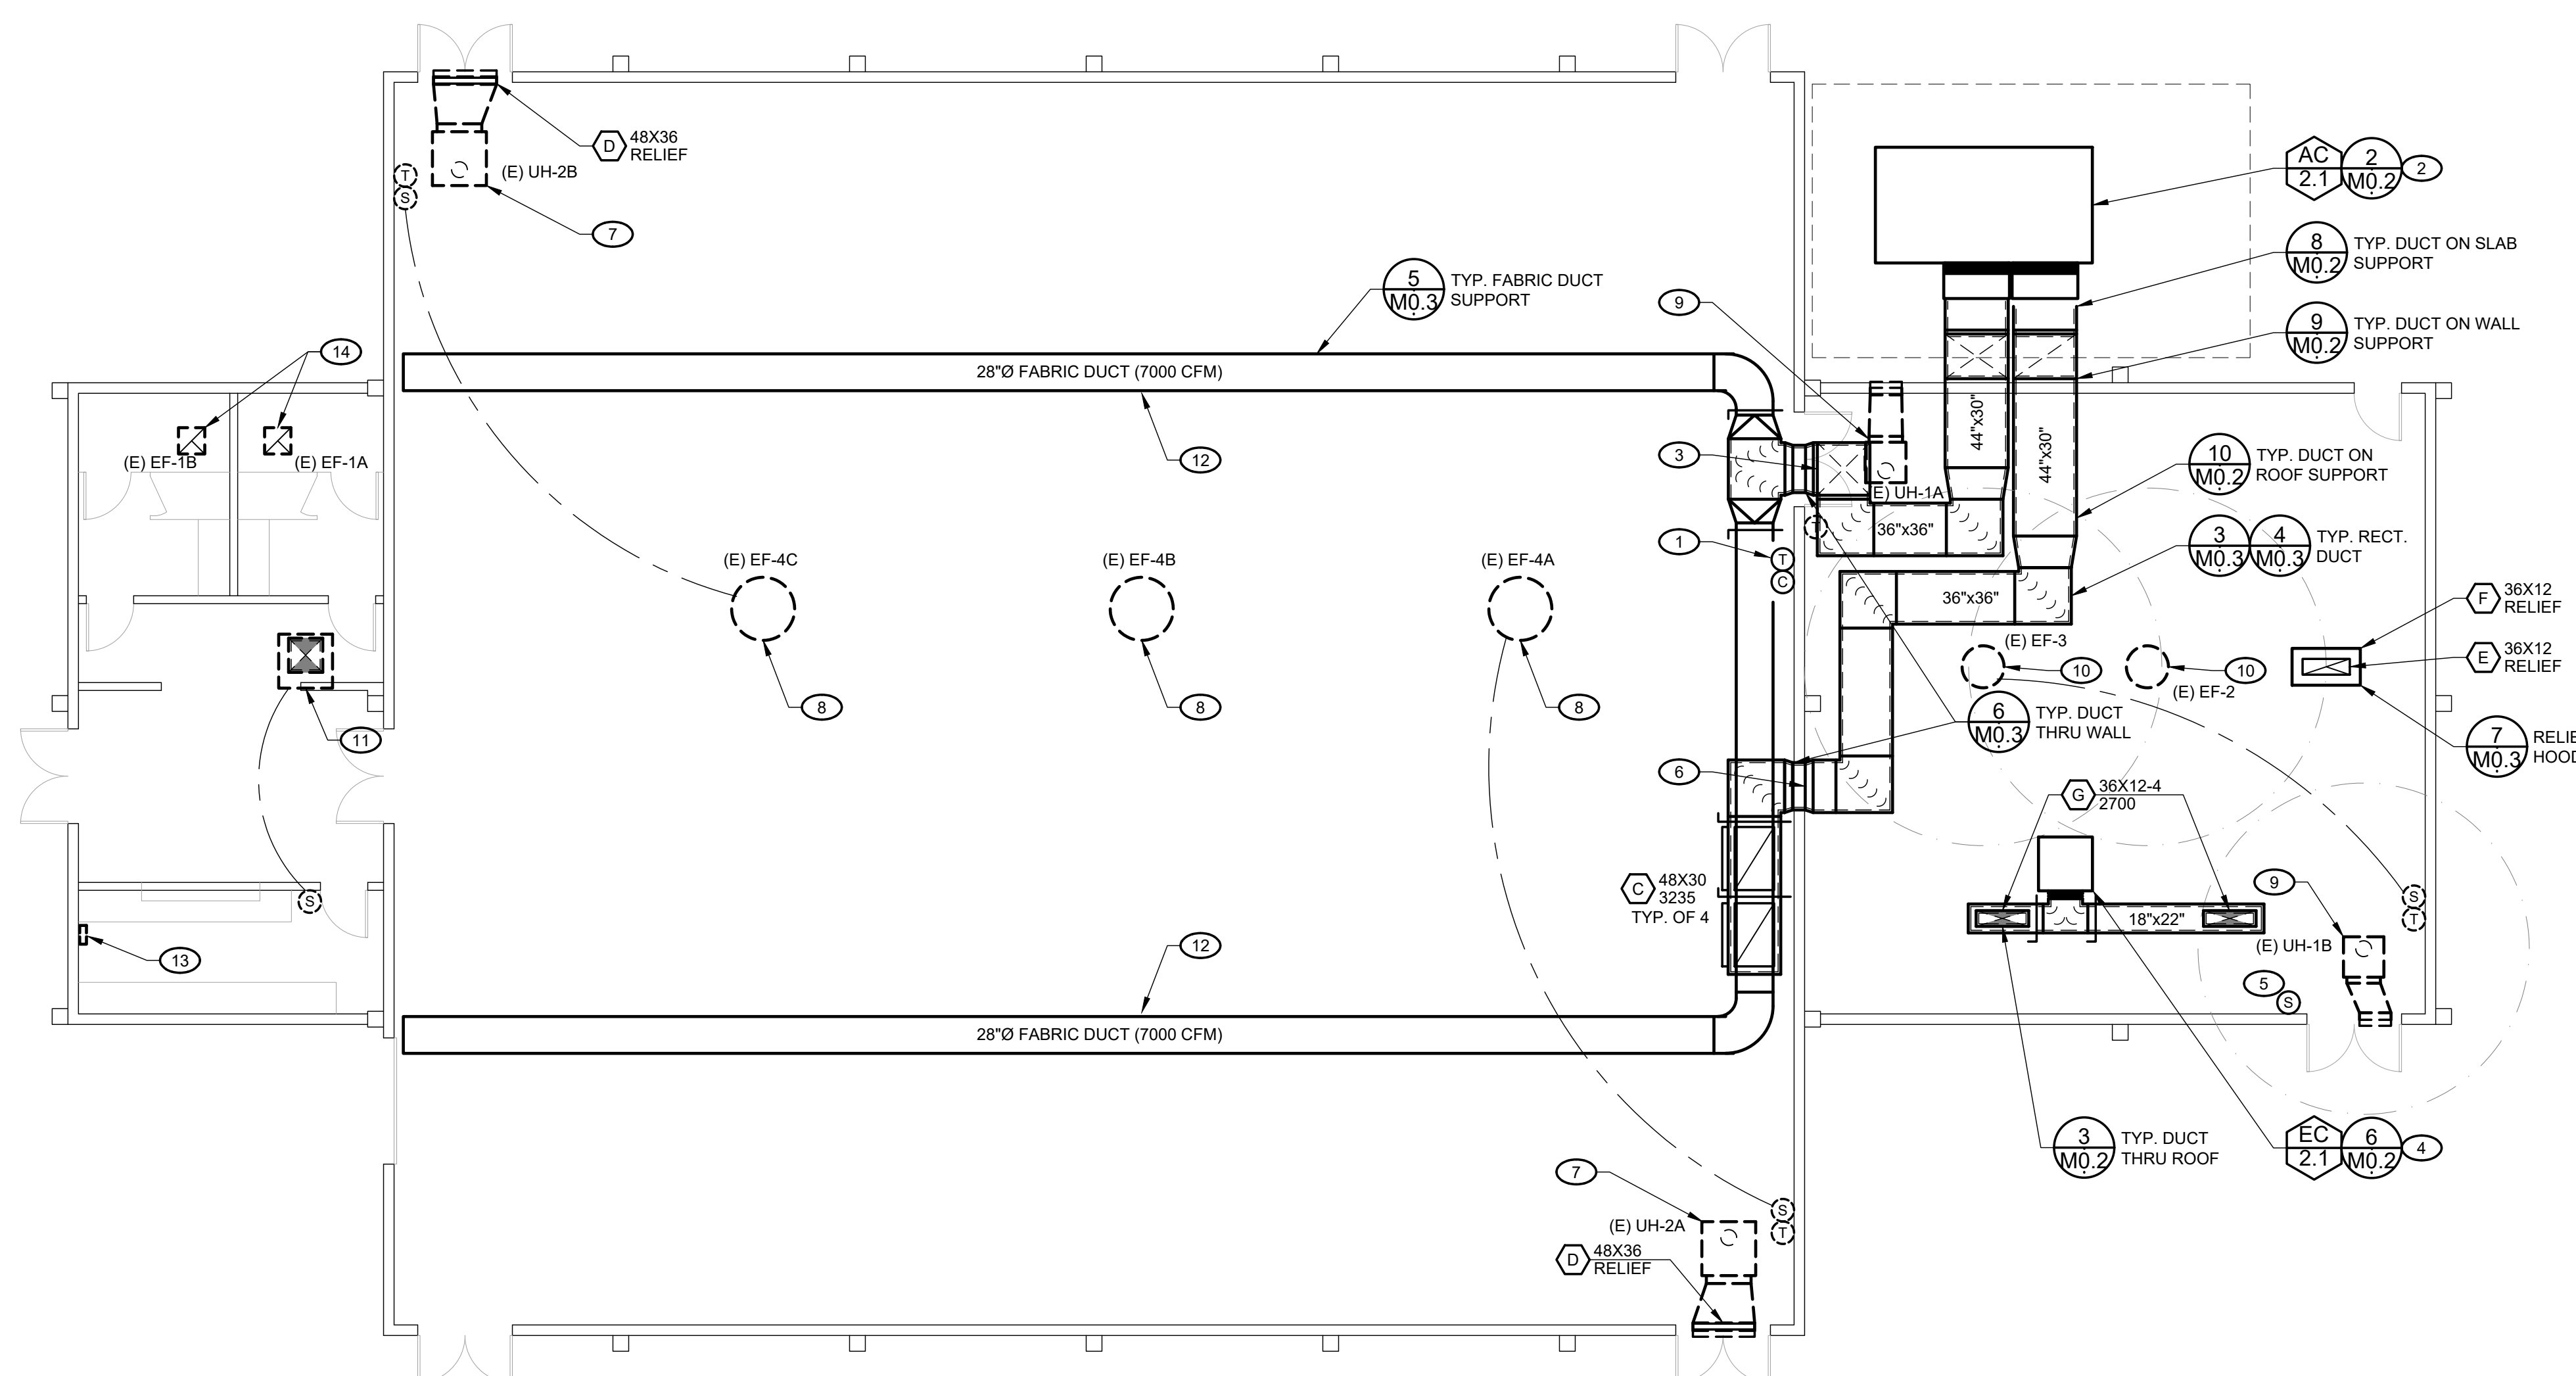 D
48X36
RELIEF
(E) UH-2B
T
S
7
AC
2.1
2
M0.2
2
8
M0.2
TYP. DUCT ON SLAB
SUPPORT
5
M0.3
TYP. FABRIC DUCT
SUPPORT
9
9
M0.2
TYP. DUCT ON WALL
SUPPORT
14
28"Ø FABRIC DUCT (7000 CFM)
44"x30"
44"x30"
(E) EF-1B
(E) EF-1A
12
3
10
M0.2
TYP. DUCT ON
ROOF SUPPORT
E) UH-1A
36"x36"
T
1
T
C
3
M0.3
4
M0.3
TYP. RECT.
DUCT
(E) EF-4C
(E) EF-4B
(E) EF-4A
36"x36"
F
36X12
RELIEF
(E) EF-3
10
10
(E) EF-2
E
36X12
RELIEF
8
8
8
6
M0.3
TYP. DUCT
THRU WALL
11
7
M0.3
RELIE
HOOD
6
G
36X12-4
2700
C
48X30
3235
TYP. OF 4
S
9
S
T
18"x22"
12
13
(E) UH-1B
5
S
28"Ø FABRIC DUCT (7000 CFM)
3
M0.2
TYP. DUCT
THRU ROOF
EC
2.1
6
M0.2
4
7
S
T
(E) UH-2A
D
48X36
RELIEF